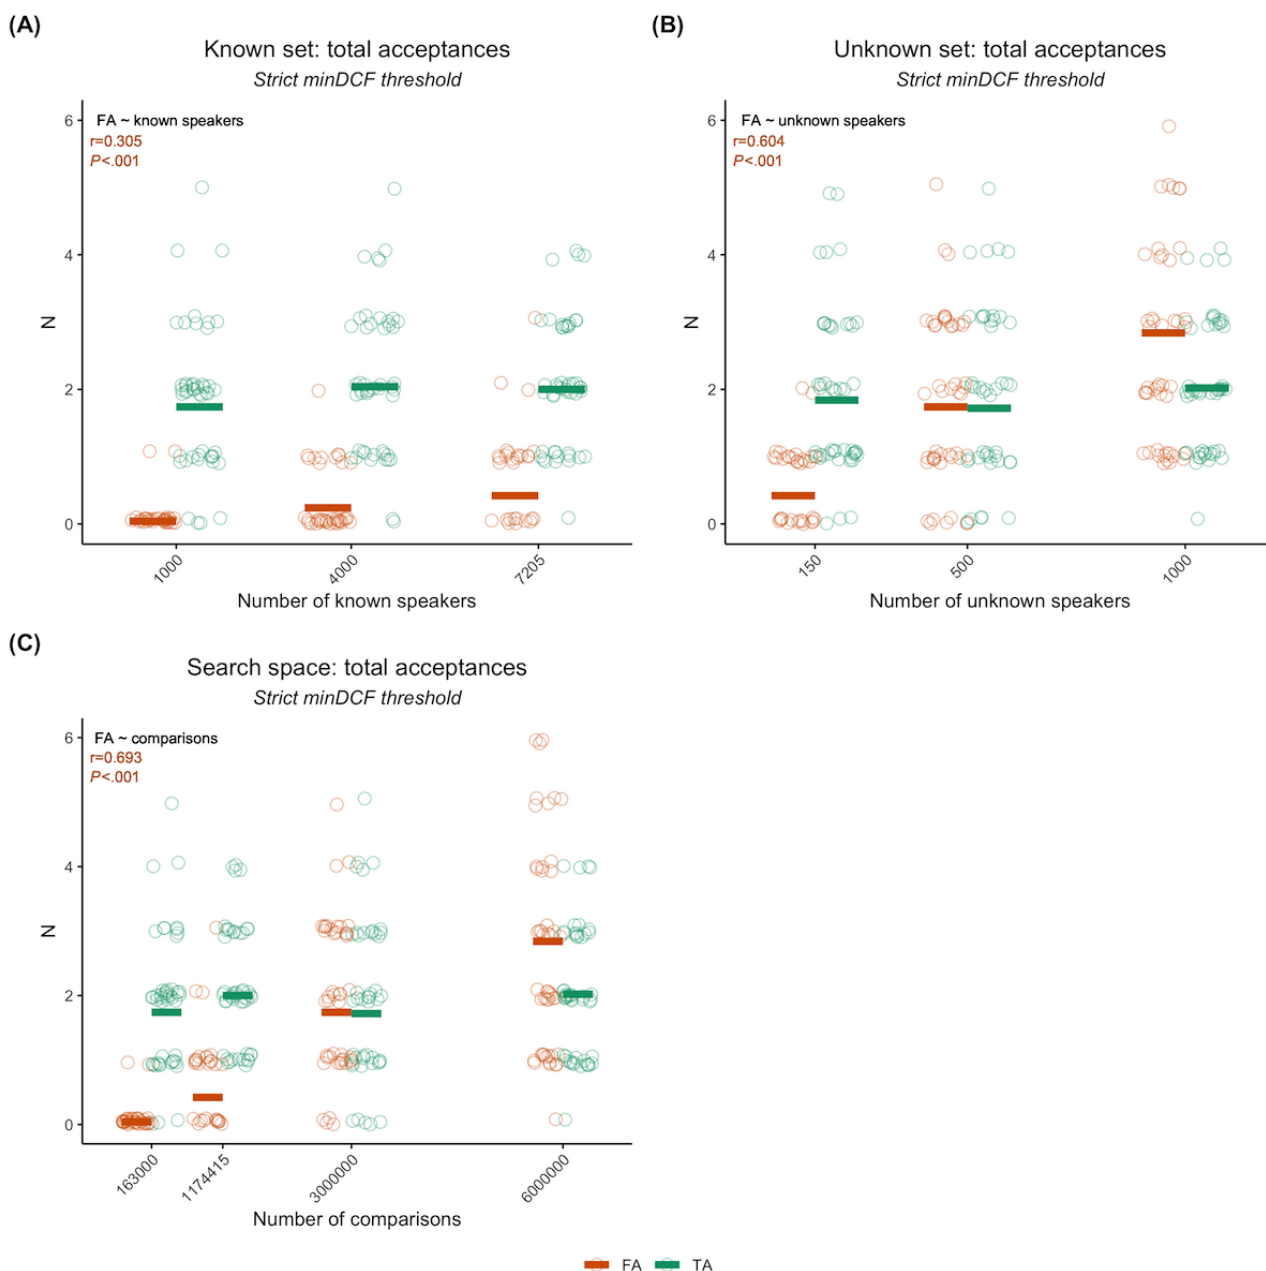 (A)
Known set: total acceptances
Strict minDCF threshold
FA ~ known speakers
r=0.305
P<.001
6
4
2
0
N
1000
4000
7205
Number of known speakers
(B)
Unknown set: total acceptances
Strict minDCF threshold
FA ~ unknown speakers
r=0.604
P<.001
6
4
2
0
N
150
500
1000
Number of unknown speakers
(C)
Search space: total acceptances
Strict minDCF threshold
FA ~ comparisons
r=0.693
P<.001
6
4
2
0
N
163000
1174415
3000000
6000000
Number of comparisons
FA TA